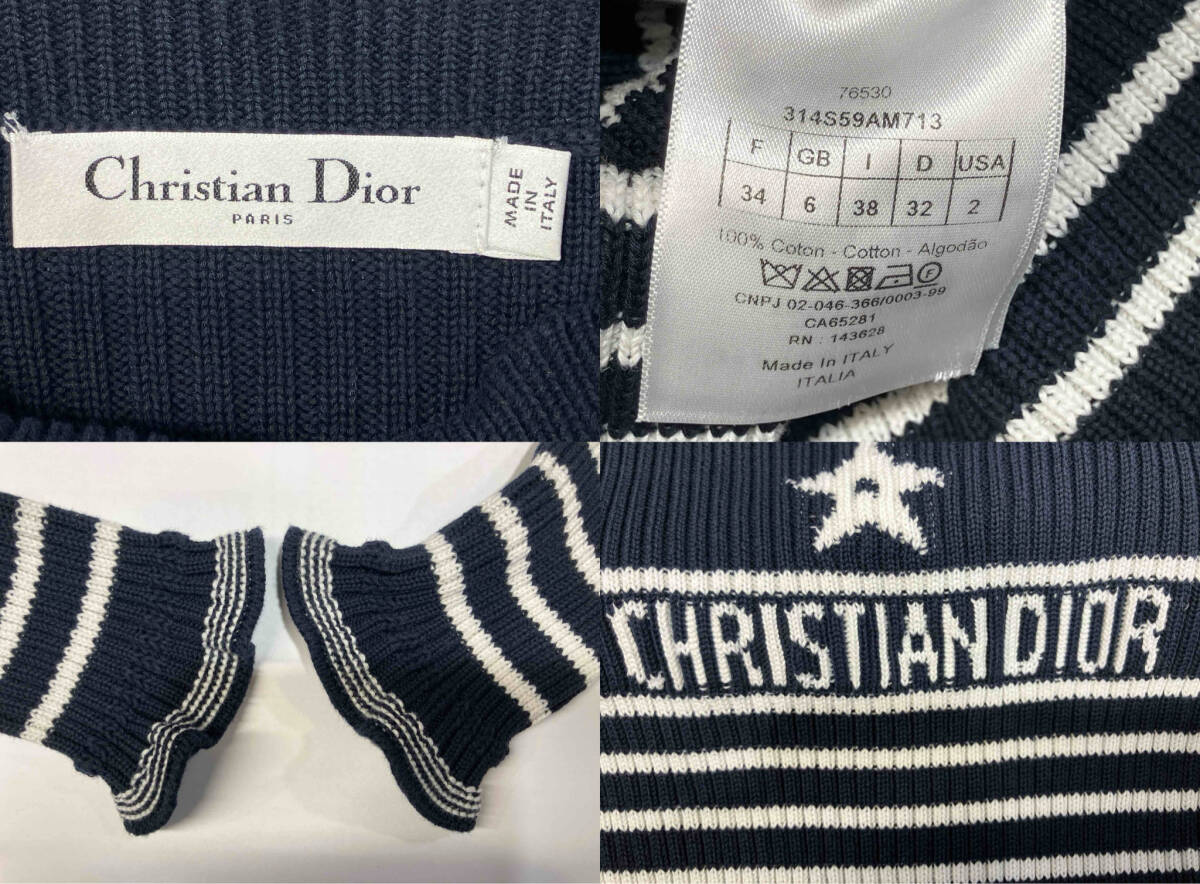 Christian Dior
PARIS
MADE
IN
ITALY
76530
314S59AM713
F GB I D USA
34 6 38 32 2
100% Coton - Cotton - Algodão
F
CNPJ 02-046-366/0003-99
CA65281
RN : 143628
Made In ITALY
ITALIA
CHRISTIAN DIOR